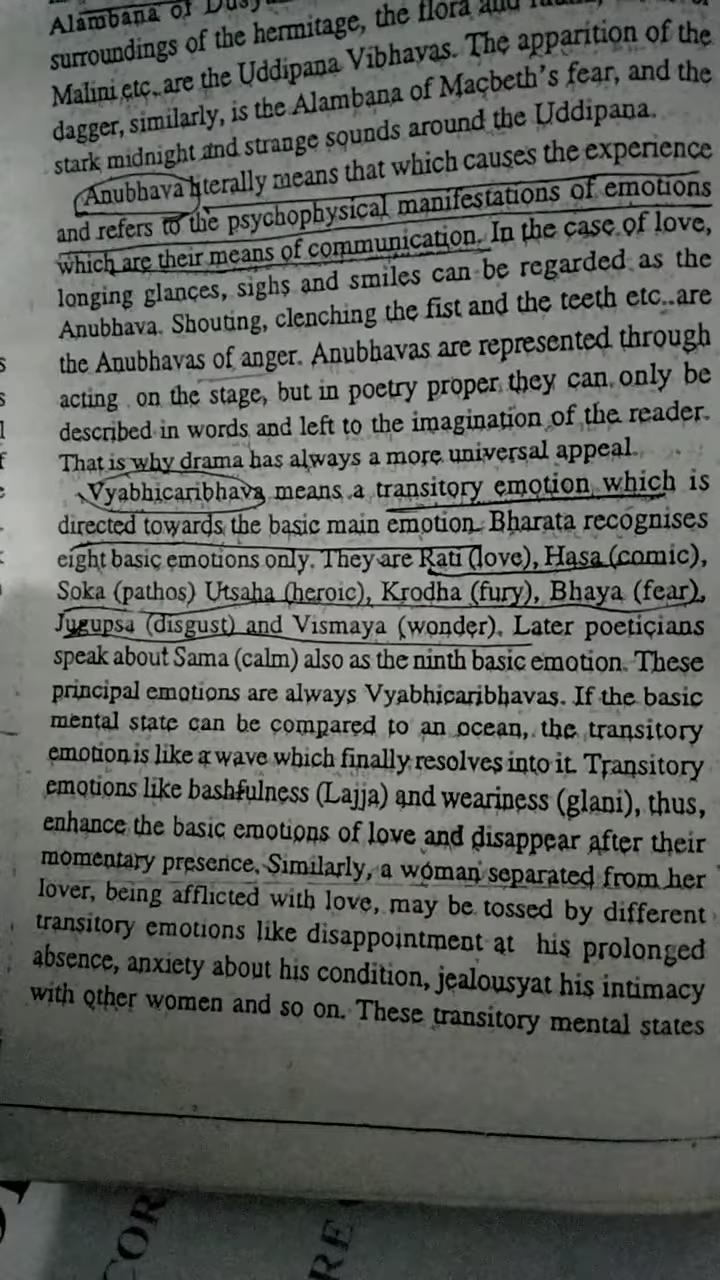 Alambana of
surroundings of the hermitage, the flora and
Malini etc. are the Uddipana Vibhavas. The apparition of the
dagger, similarly, is the Alambana of Macbeth's fear, and the
stark midnight and strange sounds around the Uddipana.
Anubhava literally means that which causes the experience
and refers to the psychophysical manifestations of emotions
which are their means of communication. In the case of love,
longing glances, sighs and smiles can be regarded as the
Anubhava. Shouting, clenching the fist and the teeth etc..are
the Anubhavas of anger. Anubhavas are represented through
acting on the stage, but in poetry proper they can only be
described in words and left to the imagination of the reader.
That is why drama has always a more universal appeal.
Vyabhicaribhava means a transitory emotion which is
directed towards the basic main emotion. Bharata recognises
eight basic emotions only. They are Rati (love), Hasa (comic),
Soka (pathos) Utsaha (heroic), Krodha (fury), Bhaya (fear),
Jugupsa (disgust) and Vismaya (wonder). Later poeticians
speak about Sama (calm) also as the ninth basic emotion. These
principal emotions are always Vyabhicaribhavas. If the basic
mental state can be compared to an ocean, the transitory
emotion is like a wave which finally resolves into it. Transitory
emotions like bashfulness (Lajja) and weariness (glani), thus,
enhance the basic emotions of love and disappear after their
momentary presence. Similarly, a woman separated from her
lover, being afflicted with love, may be tossed by different
transitory emotions like disappointment at his prolonged
absence, anxiety about his condition, jealousyat his intimacy
with other women and so on. These transitory mental states
COR
RE